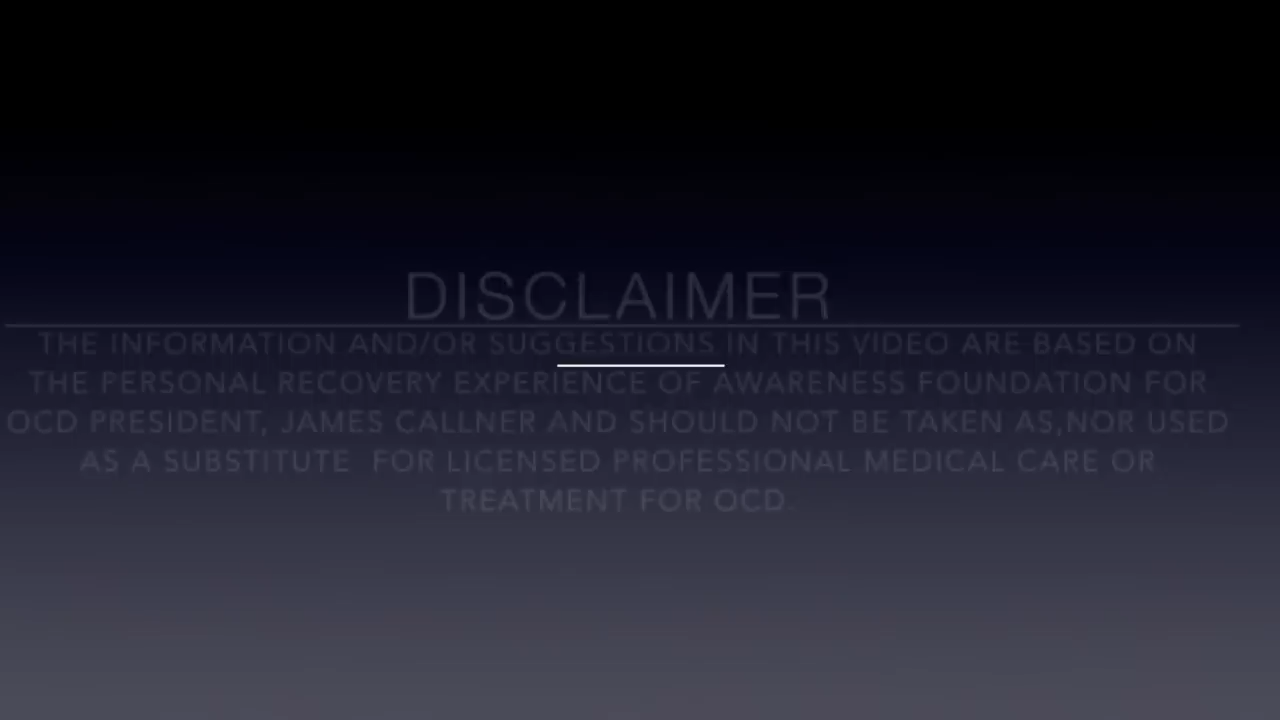 DISCLAIMER
THE INFORMATION AND/OR SUGGESTIONS IN THIS VIDEO ARE BASED ON
THE PERSONAL RECOVERY EXPERIENCE OF AWARENESS FOUNDATION FOR
OCD PRESIDENT, JAMES CALLNER AND SHOULD NOT BE TAKEN AS,NOR USED
AS A SUBSTITUTE FOR LICENSED PROFESSIONAL MEDICAL CARE OR
TREATMENT FOR OCD.